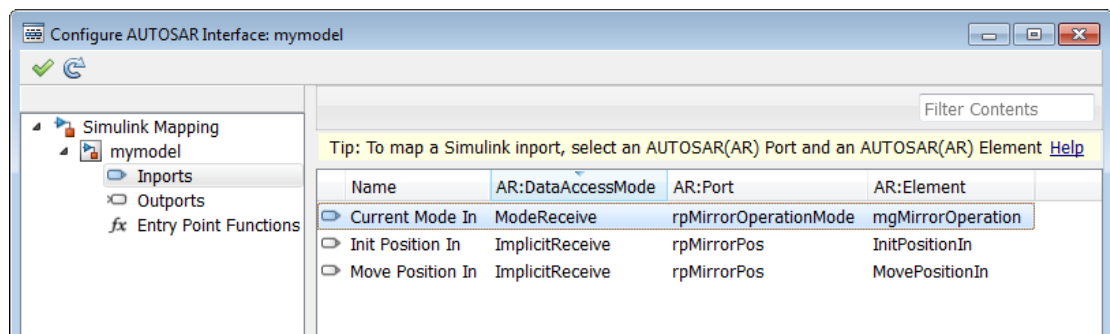 Configure AUTOSAR Interface: mymodel
Filter Contents
Simulink Mapping
mymodel
Inports
Outports
fx Entry Point Functions
Tip: To map a Simulink inport, select an AUTOSAR(AR) Port and an AUTOSAR(AR) Element Help
Name AR:DataAccessMode AR:Port AR:Element
Current Mode In ModeReceive rpMirrorOperationMode mgMirrorOperation
Init Position In ImplicitReceive rpMirrorPos InitPositionIn
Move Position In ImplicitReceive rpMirrorPos MovePositionIn